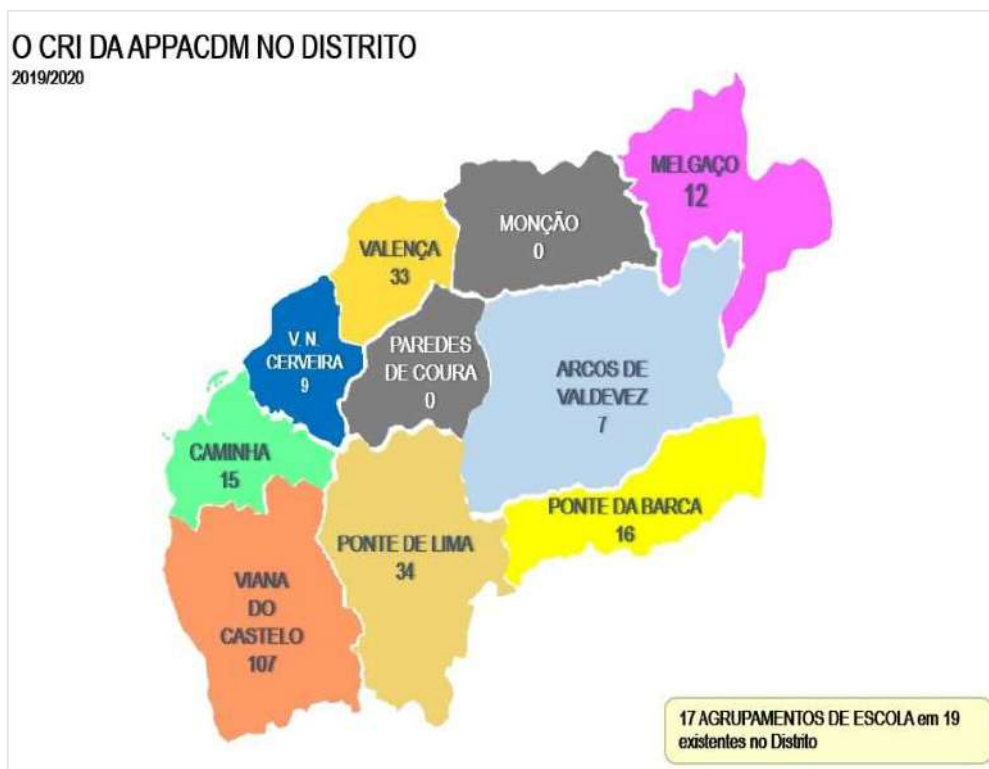 O CRI DA APPACDM NO DISTRITO
2019/2020
MELGAÇO
12
MONÇÃO
0
VALENÇA
33
V. N.
CERVEIRA
9
PAREDES
DE COURA
0
ARCOS DE
VALDEVEZ
7
CAMINHA
15
PONTE DA BARCA
16
PONTE DE LIMA
34
VIANA
DO
CASTELO
107
17 AGRUPAMENTOS DE ESCOLA em 19
existentes no Distrito